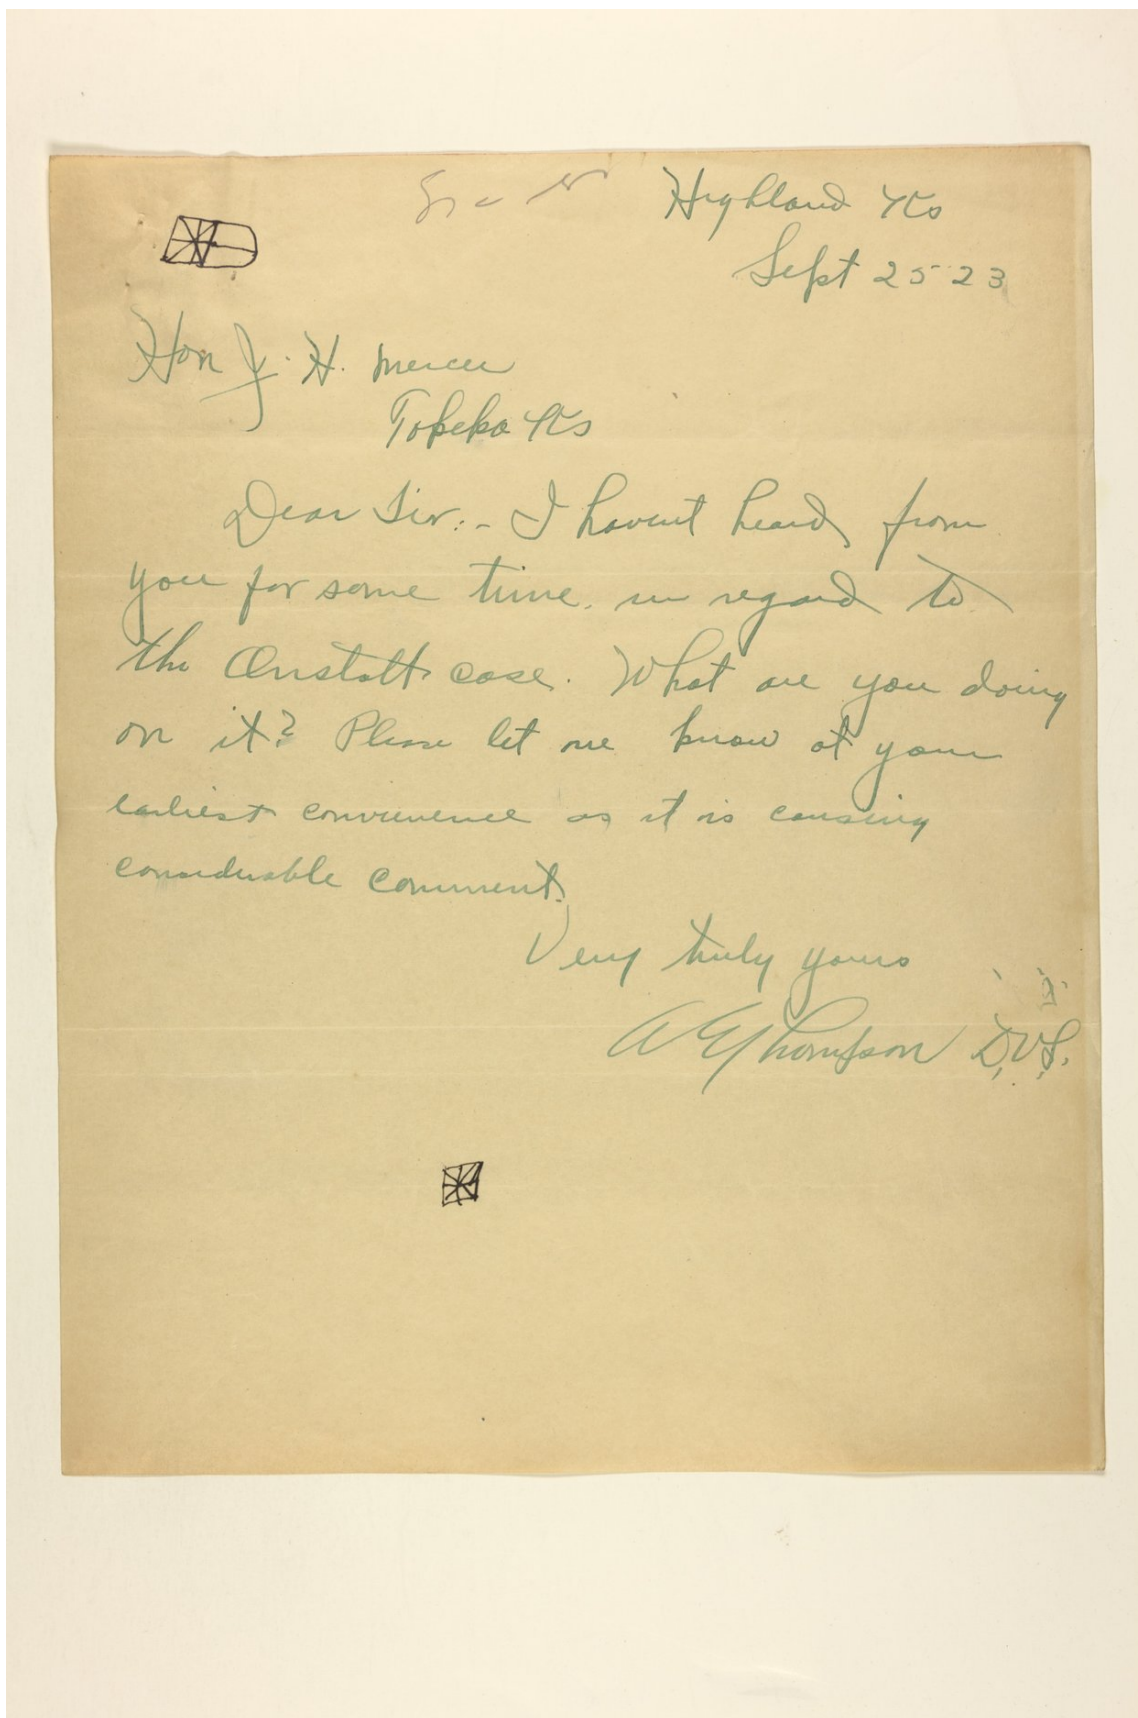 Highland Ks
Sept 25 23
Hon J. H. Mercer
Topeka Ks
Dear Sir:- I havent heard from
you for some time. in regard to
the Anstatt case. What are you doing
on it? Please let me know at your
earliest convenience as it is causing
considerable comment.
Very truly yours
A E Thompson D.V.S.